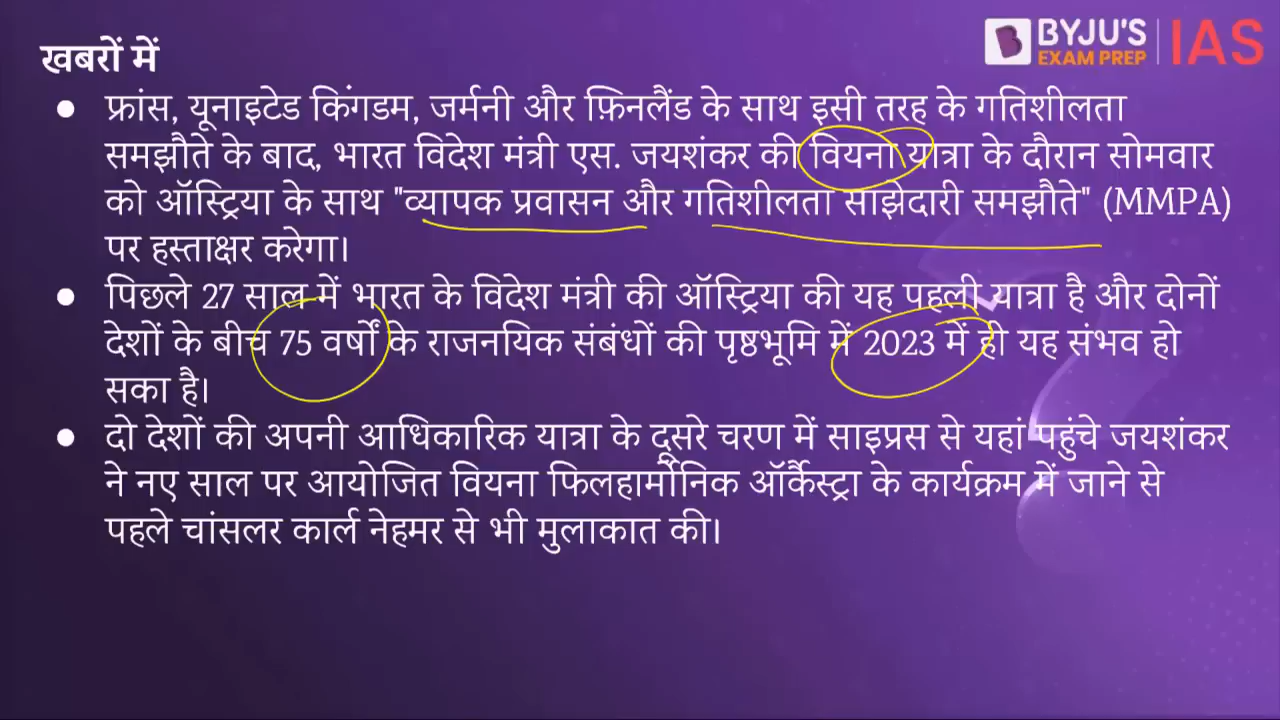 खबरों में
BYJU'S
EXAM PREP
IAS
● फ्रांस, यूनाइटेड किंगडम, जर्मनी और फ़िनलैंड के साथ इसी तरह के गतिशीलता
समझौते के बाद, भारत विदेश मंत्री एस. जयशंकर की वियना यात्रा के दौरान सोमवार
को ऑस्ट्रिया के साथ "व्यापक प्रवासन और गतिशीलता साझेदारी समझौते" (MMPA)
पर हस्ताक्षर करेगा।
● पिछले 27 साल में भारत के विदेश मंत्री की ऑस्ट्रिया की यह पहली यात्रा है और दोनों
देशों के बीच 75 वर्षों के राजनयिक संबंधों की पृष्ठभूमि में 2023 में ही यह संभव हो
सका है।
● दो देशों की अपनी आधिकारिक यात्रा के दूसरे चरण में साइप्रस से यहां पहुंचे जयशंकर
ने नए साल पर आयोजित वियना फिलहार्मोनिक ऑर्केस्ट्रा के कार्यक्रम में जाने से
पहले चांसलर कार्ल नेहमर से भी मुलाकात की।